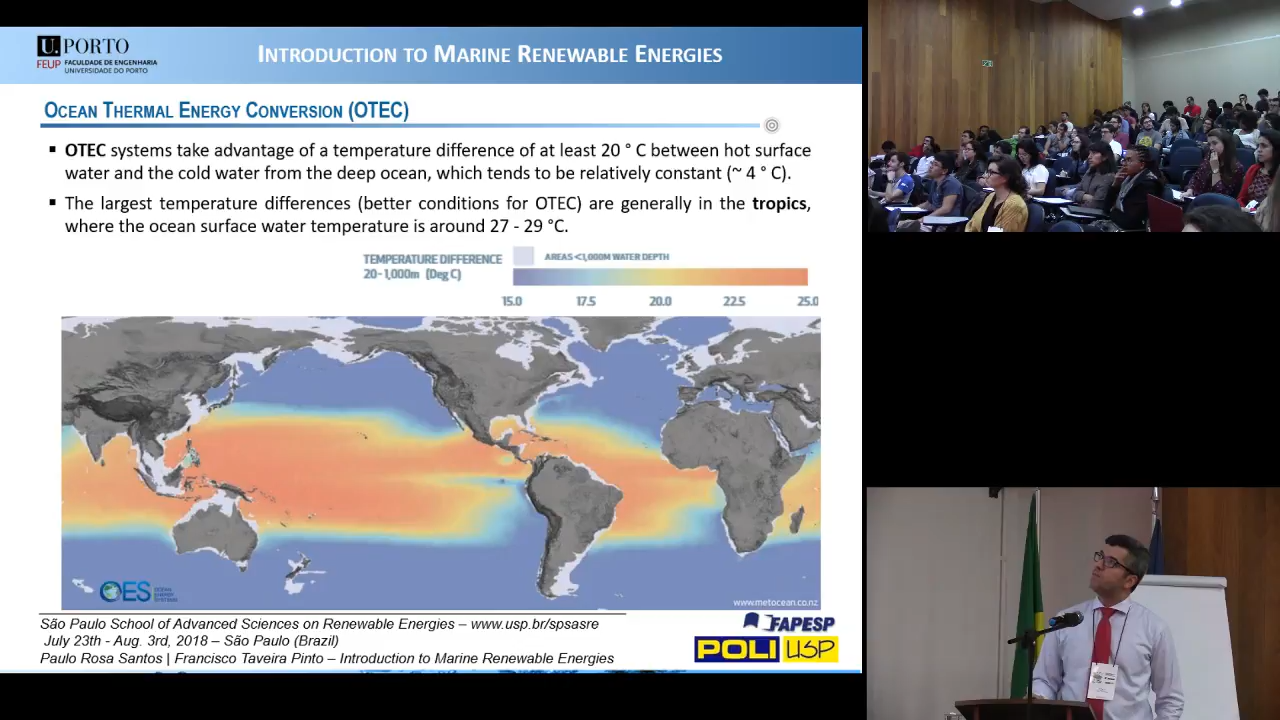 U.PORTO
FEUP FACULDADE DE ENGENHARIA
UNIVERSIDADE DO PORTO
INTRODUCTION TO MARINE RENEWABLE ENERGIES
OCEAN THERMAL ENERGY CONVERSION (OTEC)
▪ OTEC systems take advantage of a temperature difference of at least 20 ° C between hot surface
water and the cold water from the deep ocean, which tends to be relatively constant (~ 4 ° C).
▪ The largest temperature differences (better conditions for OTEC) are generally in the tropics,
where the ocean surface water temperature is around 27 - 29 °C.
TEMPERATURE DIFFERENCE
20-1,000m (Deg C)
AREAS <1,000M WATER DEPTH
15.0 17.5 20.0 22.5 25.0
OES OCEAN ENERGY SYSTEMS
www.metocean.co.nz
São Paulo School of Advanced Sciences on Renewable Energies – www.usp.br/spsasre
July 23th - Aug. 3rd, 2018 – São Paulo (Brazil)
Paulo Rosa Santos | Francisco Taveira Pinto – Introduction to Marine Renewable Energies
FAPESP
POLI USP